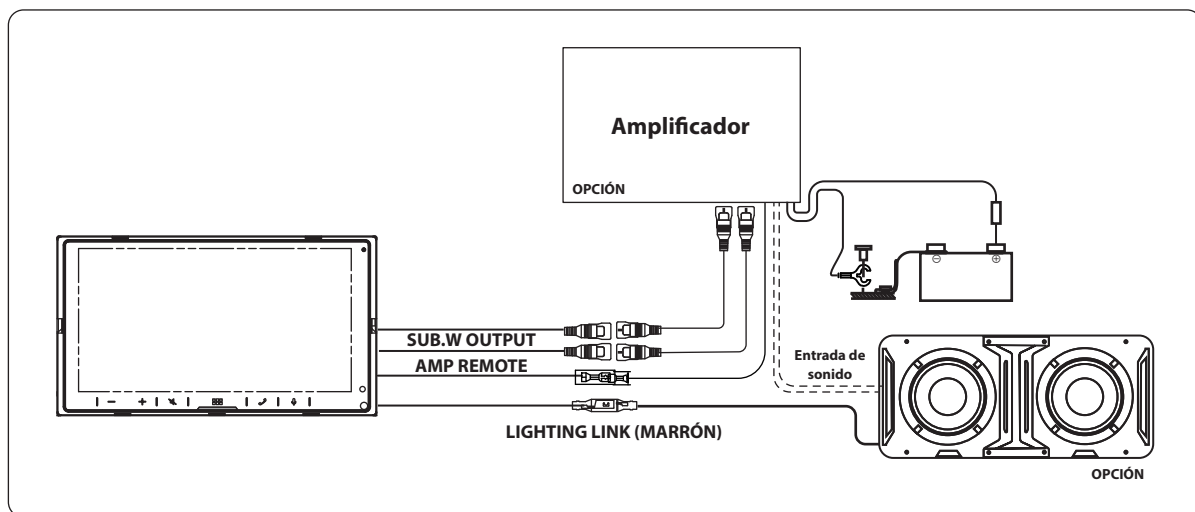 Amplificador
OPCIÓN
SUB.W OUTPUT
AMP REMOTE
Entrada de
sonido
LIGHTING LINK (MARRÓN)
OPCIÓN